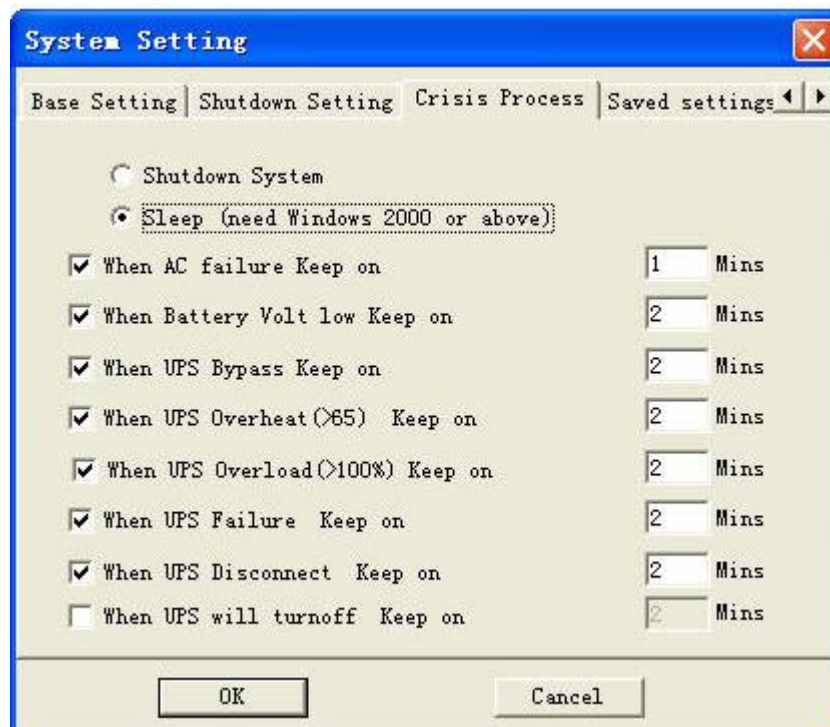 System Setting
Base Setting Shutdown Setting Crisis Process Saved settings
Shutdown System
Sleep (need Windows 2000 or above)
When AC failure Keep on 1 Mins
When Battery Volt low Keep on 2 Mins
When UPS Bypass Keep on 2 Mins
When UPS Overheat(>65) Keep on 2 Mins
When UPS Overload(>100%) Keep on 2 Mins
When UPS Failure Keep on 2 Mins
When UPS Disconnect Keep on 2 Mins
When UPS will turnoff Keep on 2 Mins
OK Cancel